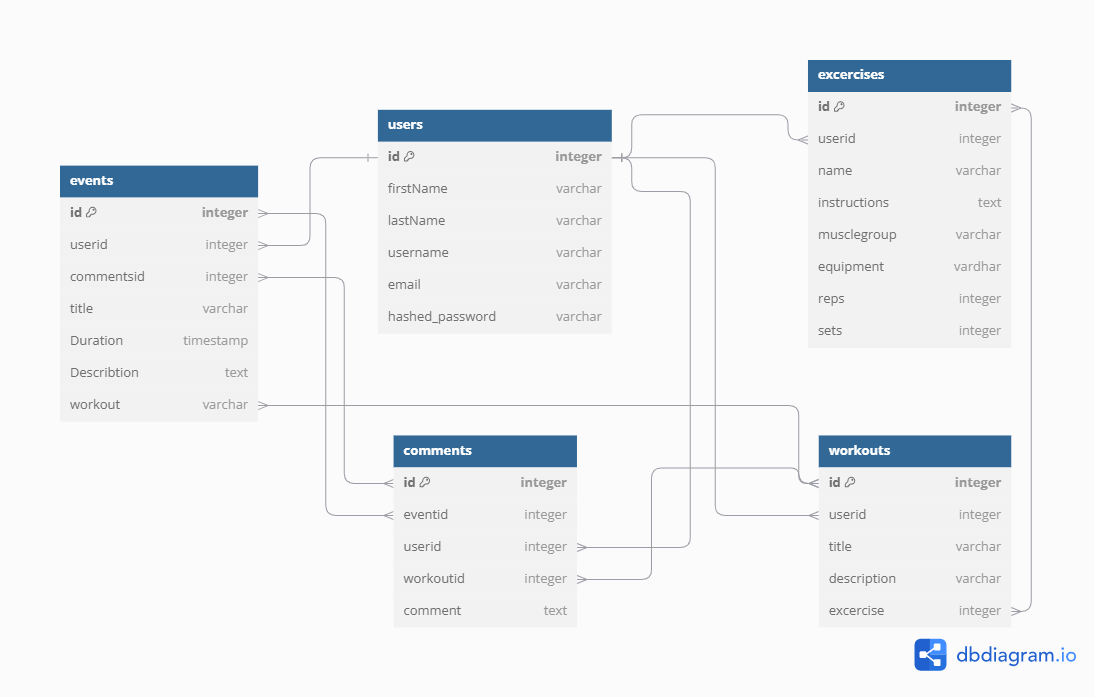 excercises
id integer
userid integer
name varchar
instructions text
musclegroup varchar
equipment vardhar
reps integer
sets integer
users
id integer
firstName varchar
lastName varchar
username varchar
email varchar
hashed_password varchar
events
id integer
userid integer
commentsid integer
title varchar
Duration timestamp
Describtion text
workout varchar
comments
id integer
eventid integer
userid integer
workoutid integer
comment text
workouts
id integer
userid integer
title varchar
description varchar
excercise integer
dbdiagram.io